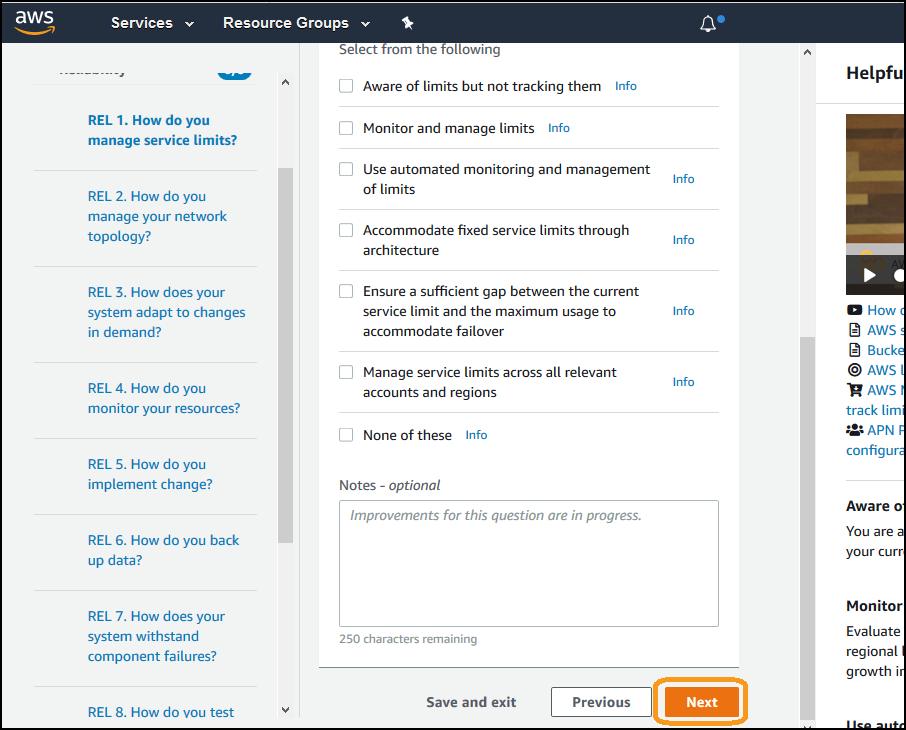 aws
Services
Resource Groups
Reliability
REL 1. How do you
manage service limits?
REL 2. How do you
manage your network
topology?
REL 3. How does your
system adapt to changes
in demand?
REL 4. How do you
monitor your resources?
REL 5. How do you
implement change?
REL 6. How do you back
up data?
REL 7. How does your
system withstand
component failures?
REL 8. How do you test
Select from the following
Aware of limits but not tracking them Info
Monitor and manage limits Info
Use automated monitoring and management
of limits
Info
Accommodate fixed service limits through
architecture
Info
Ensure a sufficient gap between the current
service limit and the maximum usage to
accommodate failover
Info
Manage service limits across all relevant
accounts and regions
Info
None of these Info
Notes - optional
Improvements for this question are in progress.
250 characters remaining
Save and exit
Previous
Next
Helpfu
How
AWS s
Bucke
AWS
AWS
track limi
APN
configura
Aware
You are a
your curr
Monitor
Evaluate
regional
growth in
Use auto